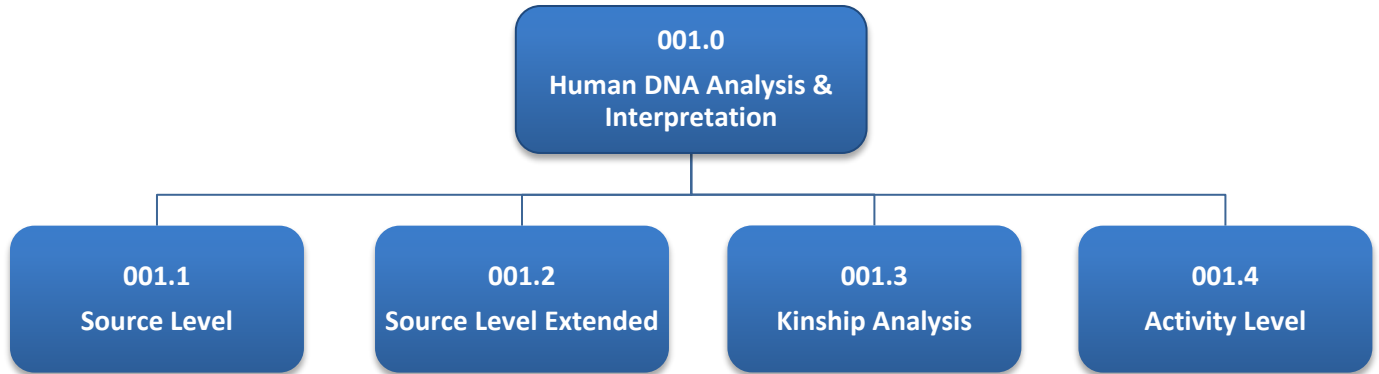 001.0
Human DNA Analysis &
Interpretation
001.1
Source Level
001.2
Source Level Extended
001.3
Kinship Analysis
001.4
Activity Level